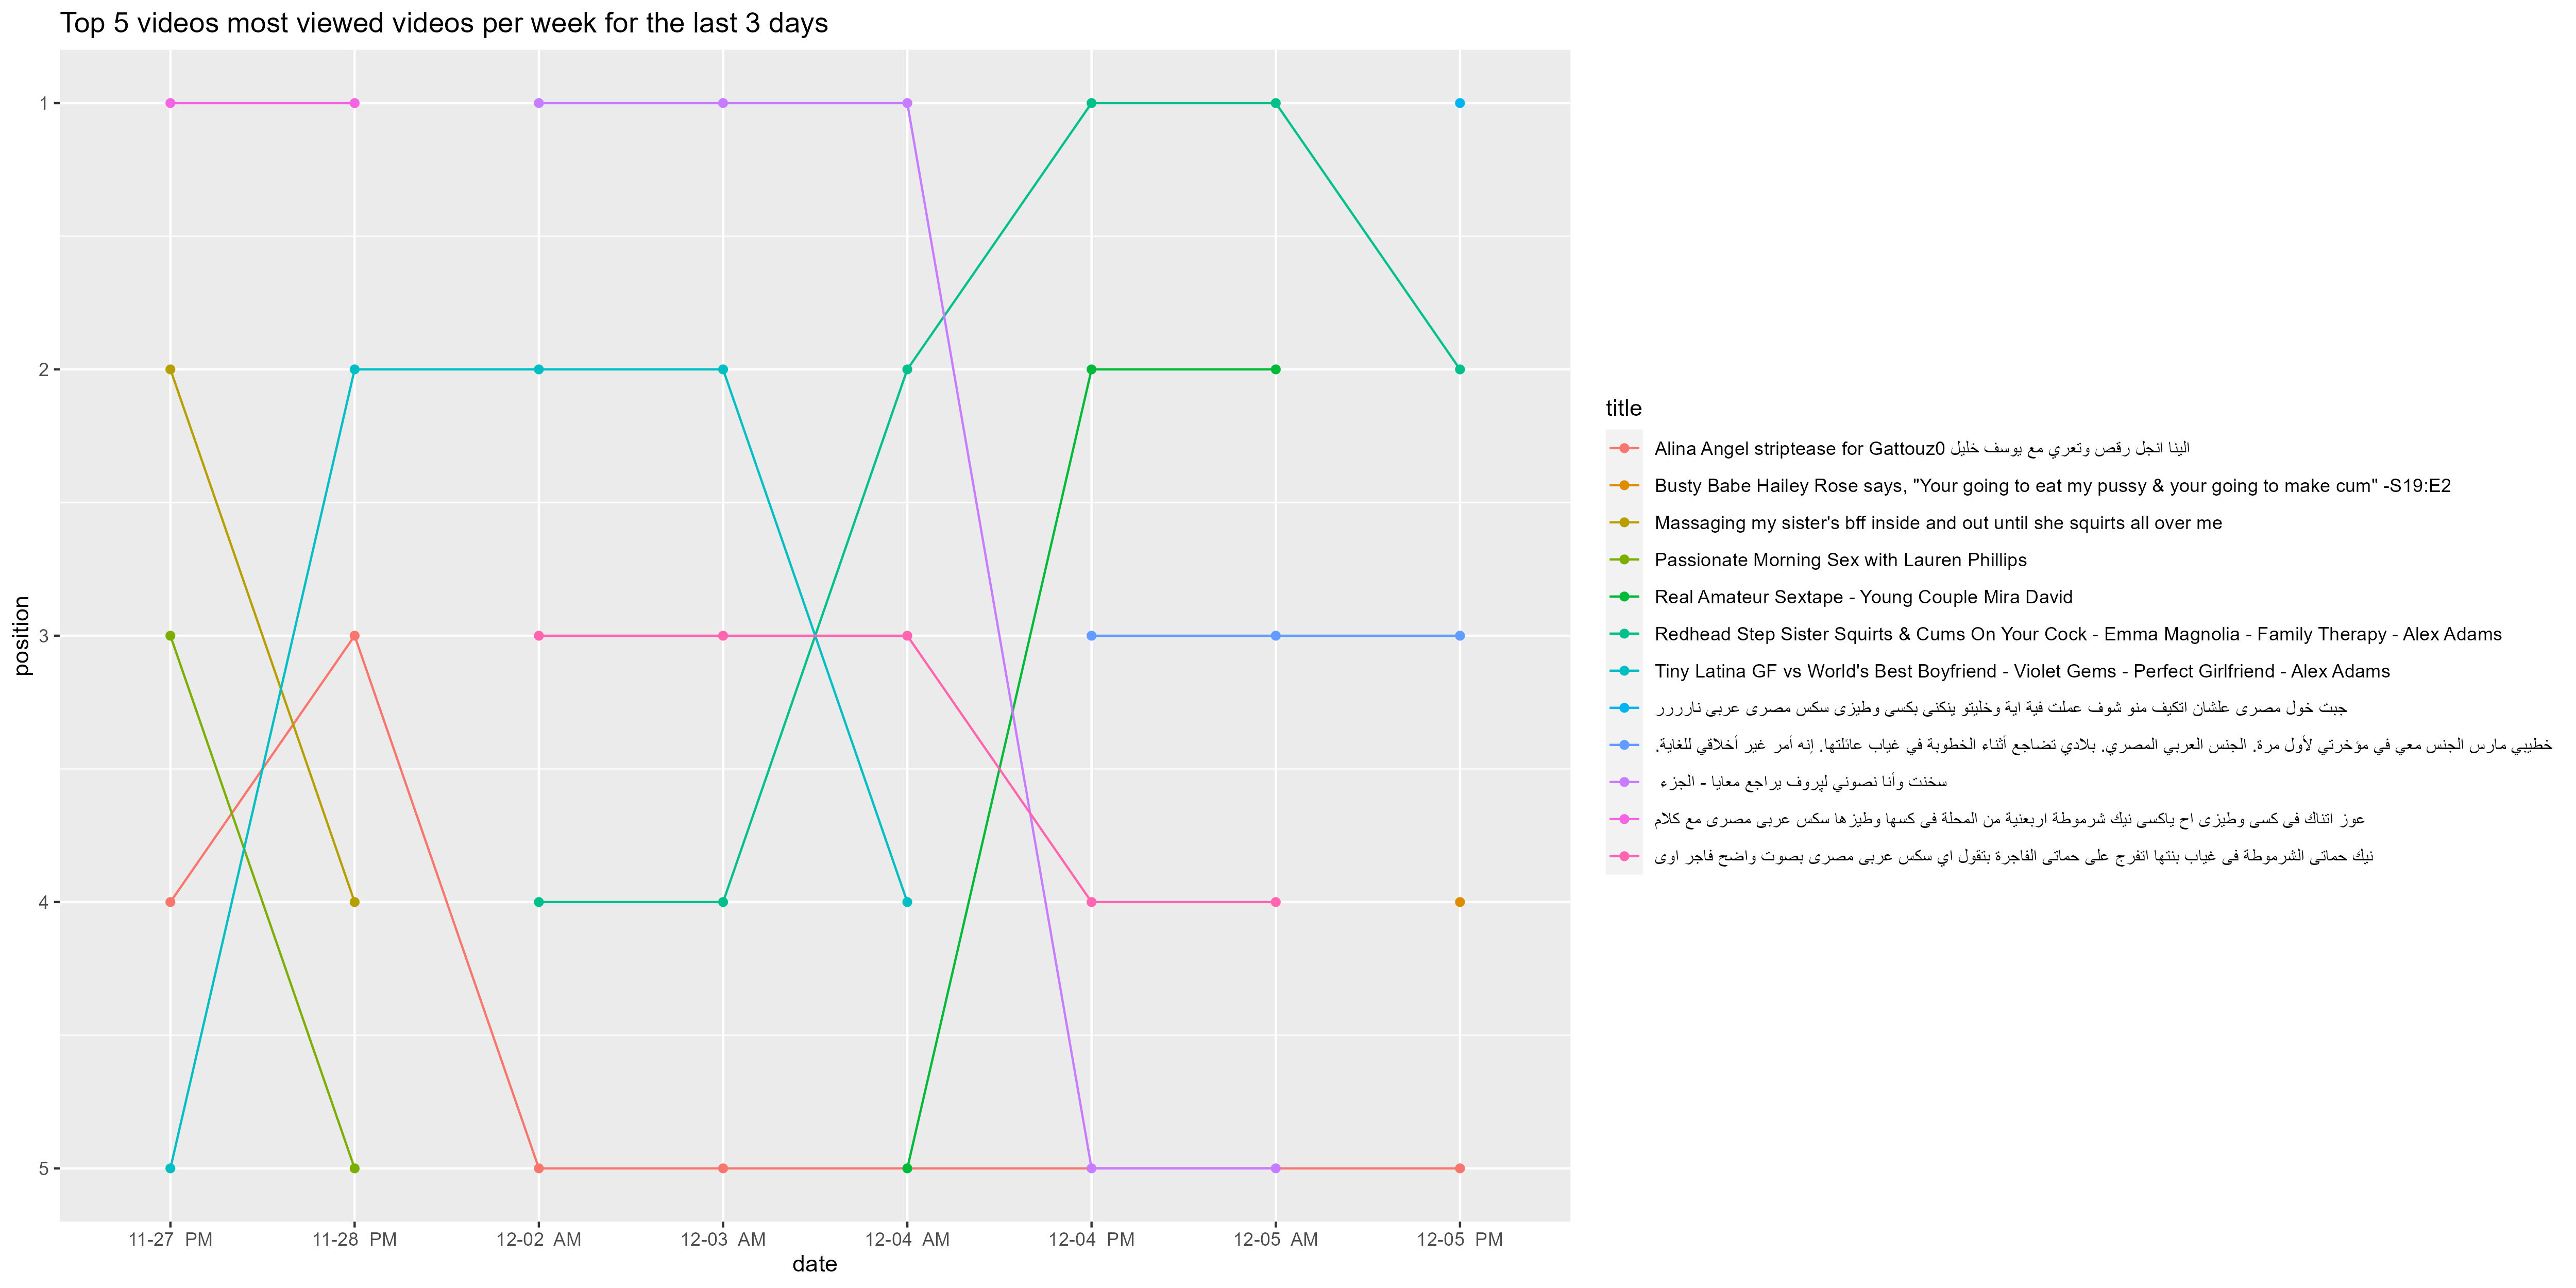 Top 5 videos most viewed videos per week for the last 3 days
1
2
3
4
5
position
11-27 PM
11-28 PM
12-02 AM
12-03 AM
12-04 AM
12-04 PM
12-05 AM
12-05 PM
date
title
Alina Angel striptease for Gattouz0 الينا انجل رقص وتعري مع يوسف خليل
Busty Babe Hailey Rose says, "Your going to eat my pussy & your going to make cum" -S19:E2
Massaging my sister's bff inside and out until she squirts all over me
Passionate Morning Sex with Lauren Phillips
Real Amateur Sextape - Young Couple Mira David
Redhead Step Sister Squirts & Cums On Your Cock - Emma Magnolia - Family Therapy - Alex Adams
Tiny Latina GF vs World's Best Boyfriend - Violet Gems - Perfect Girlfriend - Alex Adams
جبت خول مصرى علشان اتكيف منو شوف عملت فية اية وخليتو ينكنى بكسى وطيزى سكس مصرى عربى نارررر
خطيبي مارس الجنس معي في مؤخرتي لأول مرة. الجنس العربي المصري. بلادي تضاجع أثناء الخطوبة في غياب عائلتها. إنه أمر غير أخلاقي للغاية.
سخنت وأنا نصوني ليروف يراجع معايا - الجزء
عوز اتناك فى كسى وطيزى اح ياكسى نيك شرموطة اربعنية من المحلة فى كسها وطيزها سكس عربى مصرى مع كلام
نيك حماتى الشرموطة فى غياب بنتها اتفرج على حماتى الفاجرة بتقول اي سكس عربى مصرى بصوت واضح فاجر اوى